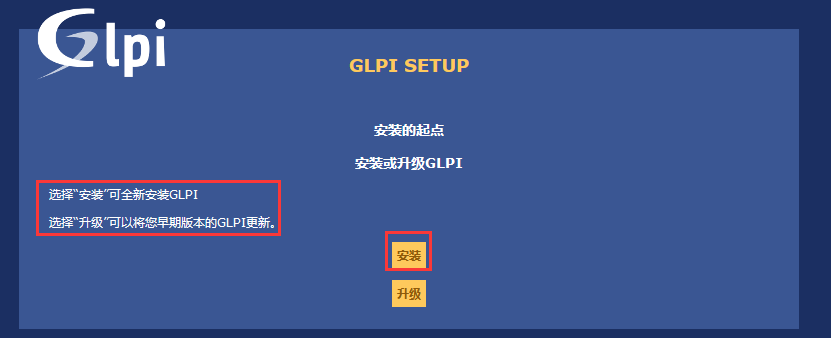 Glpi
GLPI SETUP
安装的起点
安装或升级GLPI
选择“安装”可全新安装GLPI
选择“升级”可以将您早期版本的GLPI更新。
安装
升级